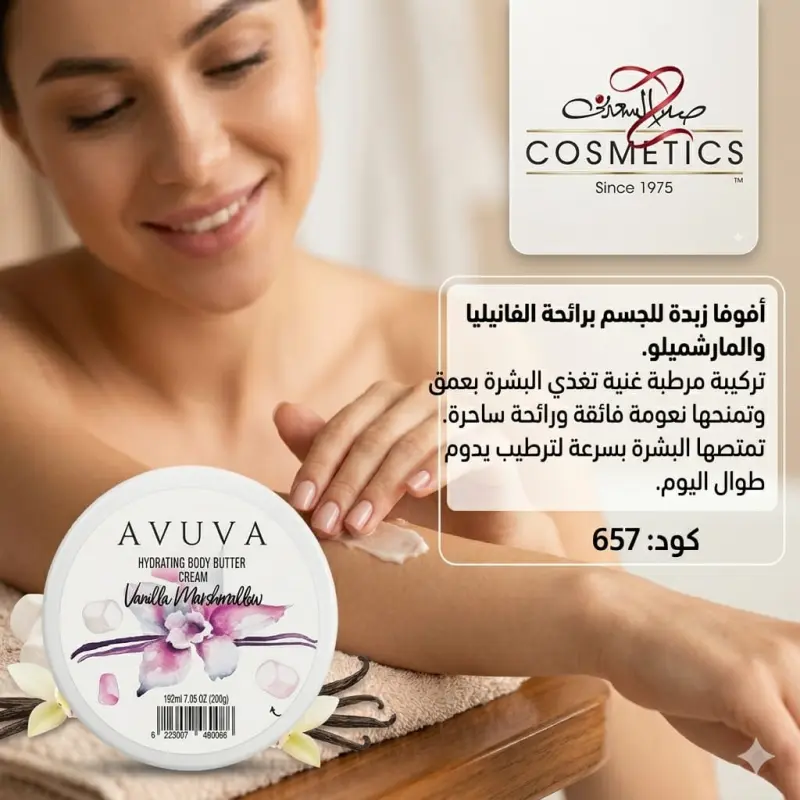 COSMETICS
TM
Since 1975
أفوفا زبدة للجسم برائحة الفانيليا
والمارشميلو.
تركيبة مرطبة غنية تغذي البشرة بعمق
وتمنحها نعومة فائقة ورائحة ساحرة.
تمتصها البشرة بسرعة لترطيب يدوم
طوال اليوم.
كود: 657
AVUVA
HYDRATING BODY BUTTER
CREAM
Vanilla Marshmallow
192ml 7.05 OZ (200g)
6 223007 480066